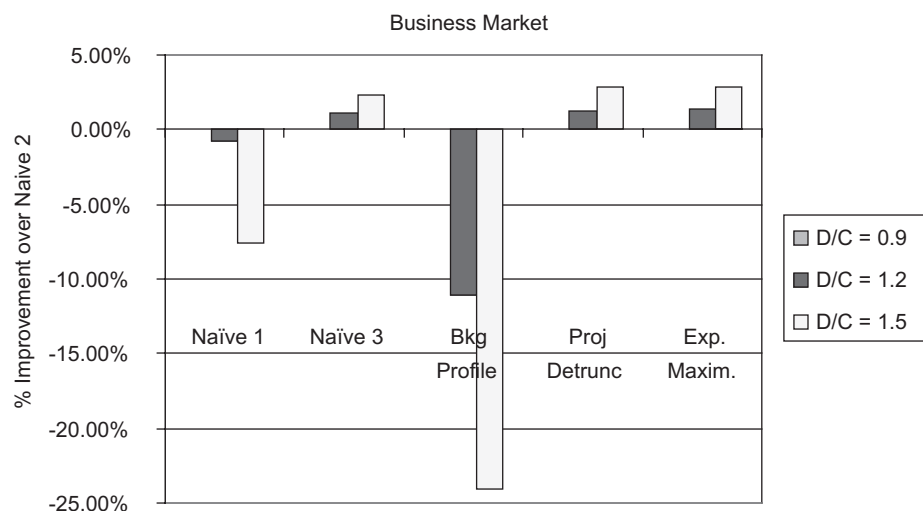 Business Market
% Improvement over Naive 2
5.00%
0.00%
-5.00%
-10.00%
-15.00%
-20.00%
-25.00%
Naïve 1
Naïve 3
Bkg
Profile
Proj
Detrunc
Exp.
Maxim.
D/C = 0.9
D/C = 1.2
D/C = 1.5